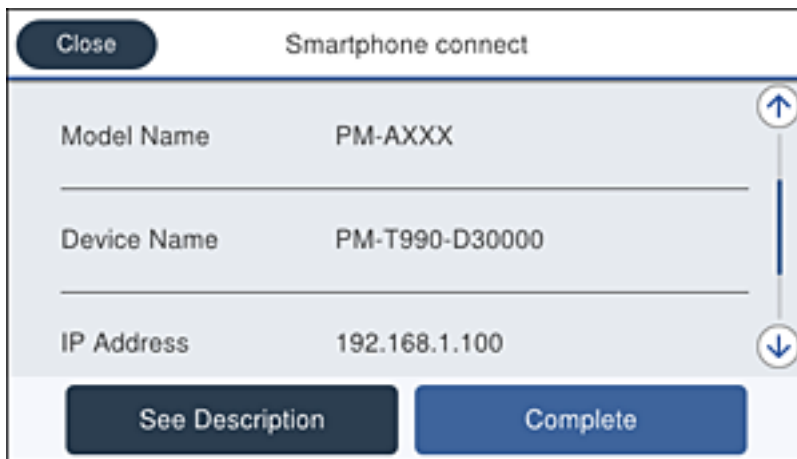 Close Smartphone connect
Model Name PM-AXXX
Device Name PM-T990-D30000
IP Address 192.168.1.100
See Description Complete